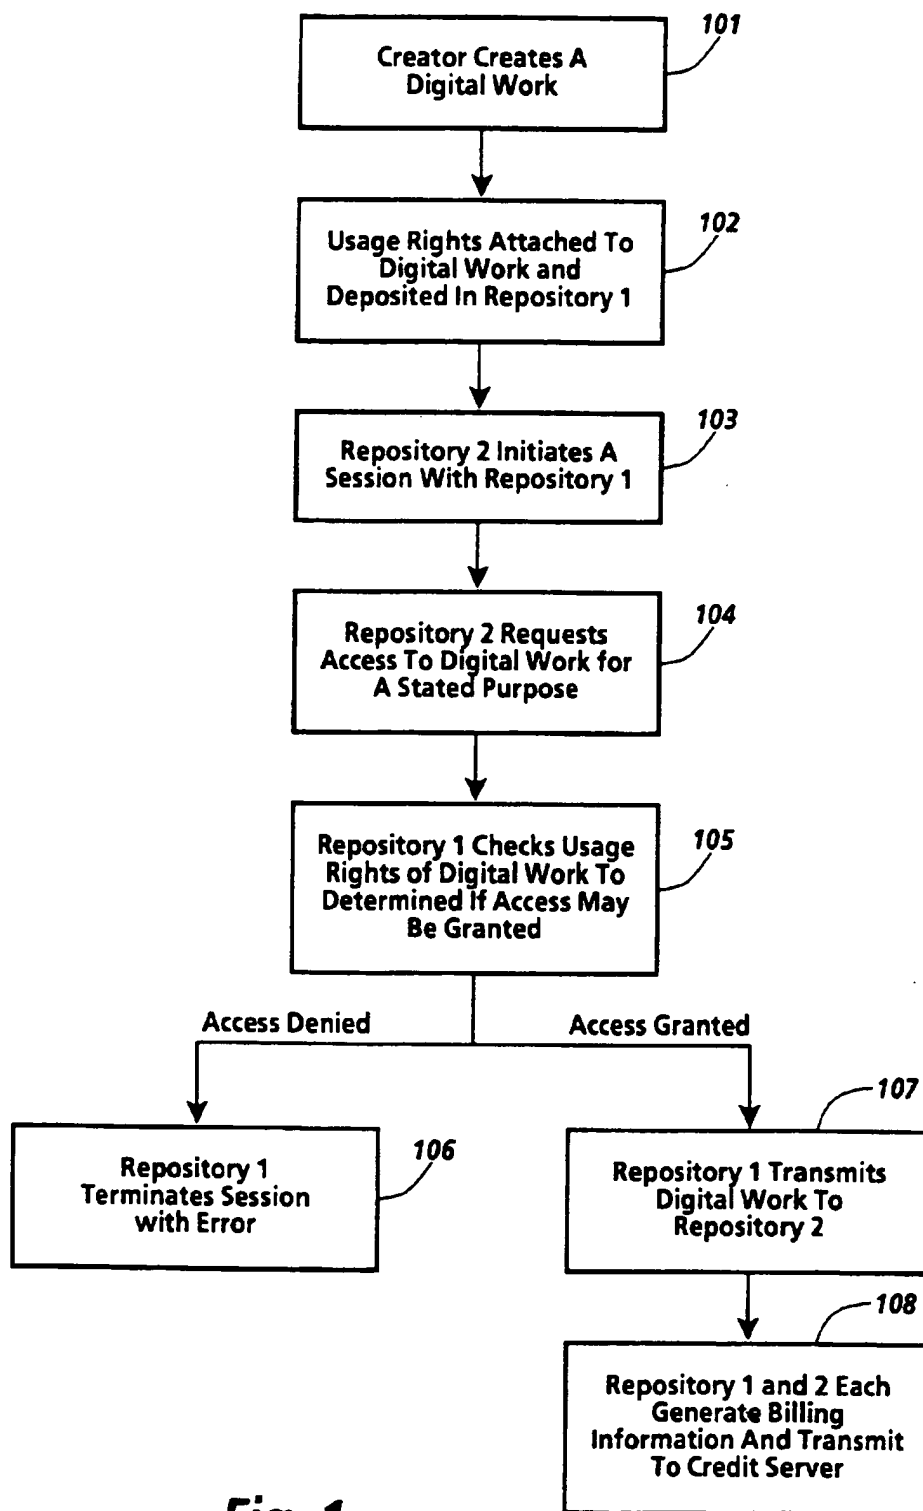 101
Creator Creates A
Digital Work
102
Usage Rights Attached To
Digital Work and
Deposited In Repository 1
103
Repository 2 Initiates A
Session With Repository 1
104
Repository 2 Requests
Access To Digital Work for
A Stated Purpose
105
Repository 1 Checks Usage
Rights of Digital Work To
Determined If Access May
Be Granted
Access Denied
Access Granted
106
Repository 1
Terminates Session
with Error
107
Repository 1 Transmits
Digital Work To
Repository 2
108
Repository 1 and 2 Each
Generate Billing
Information And Transmit
To Credit Server
Fig. 1